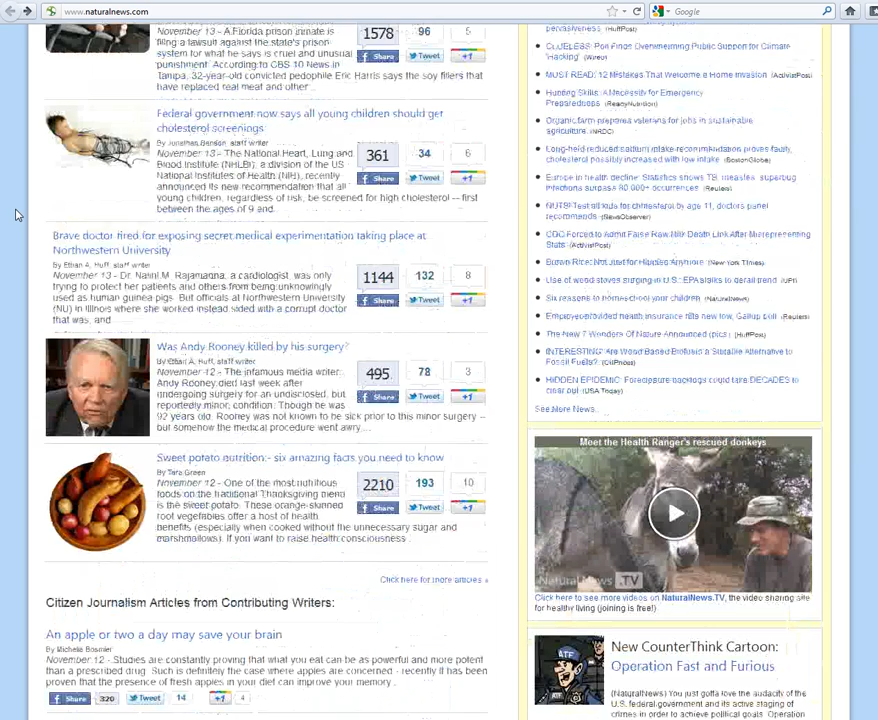 www.naturalnews.com
Google
November 13 - A Florida prison inmate is
filing a lawsuit against the state's prison
system for what he says is cruel and unusual
punishment. According to CBS 10 News in
Tampa, 32-year-old convicted pedophile Eric Harris says the soy fillers that
have replaced real meat and other...
1578
96
5
Share
Tweet
+1
Federal government now says all young children should get
cholesterol screenings
By Jonathan Benson, staff writer
November 13 - The National Heart, Lung and
Blood Institute (NHLBI), a division of the US
National Institutes of Health (NIH), recently
announced its new recommendation that all
young children, regardless of risk, be screened for high cholesterol -- first
between the ages of 9 and
361
34
6
Share
Tweet
+1
Brave doctor fired for exposing secret medical experimentation taking place at
Northwestern University
By Ethan A. Huff, staff writer
November 13 - Dr. Nalini M. Rajamanna, a cardiologist, was only
trying to protect her patients and others from being unknowingly
used as human guinea pigs. But officials at Northwestern University
(NU) in Illinois where she worked instead sided with a corrupt doctor
that was, and
1144
132
8
Share
Tweet
+1
Was Andy Rooney killed by his surgery?
By Ethan A. Huff, staff writer
November 12 - The infamous media writer
Andy Rooney died last week after
undergoing surgery for an undisclosed, but
reportedly minor, condition. Though he was
92 years old, Rooney was not known to be sick prior to this minor surgery --
but somehow the medical procedure went awry....
495
78
3
Share
Tweet
+1
Sweet potato nutrition - six amazing facts you need to know
By Tara Green
November 12 - One of the most nutritious
foods on the traditional Thanksgiving blend
is the sweet potato. These orange-skinned
root vegetables offer a host of health
benefits (especially when cooked without the unnecessary sugar and
marshmallows). If you want to raise health consciousness
2210
193
10
Share
Tweet
+1
Click here for more articles »
Citizen Journalism Articles from Contributing Writers:
An apple or two a day may save your brain
By Michelle Bosmier
November 12 - Studies are constantly proving that what you eat can be as powerful and more potent
than a prescribed drug. Such is definitely the case where apples are concerned - recently it has been
proven that the presence of fresh apples in your diet can improve your memory
Share 320 Tweet 14 +1 4
pervasiveness (HuffPost)
CLUELESS: Poll Finds Overwhelming Public Support for Climate
'Hacking' (Wired)
MUST READ: 12 Mistakes That Welcome a Home Invasion (ActivistPost)
Hunting Skills: A Necessity for Emergency
Preparedness (ReadyNutrition)
Organic farm prepares veterans for jobs in sustainable
agriculture (NRDC)
Long-held reduced salt intake recommendation proves faulty,
cholesterol possibly increased with low intake (BostonGlobe)
Europe in health decline: Statistics shows TB, measles, superbug
infections surpass 80,000+ occurrences (Reuters)
NUTS! Test all kids for cholesterol by age 11, doctors panel
recommends (NewsObserver)
CDC Forced to Admit False Raw Milk Death Link After Misrepresenting
Stats (ActivistPost)
Brown Rice: Not Just for Hippies Anymore (New York Times)
Use of wood stoves surging in U.S.; EPA stalks to derail trend (UPI)
Six reasons to homeschool your children (NaturalNews)
Employer-provided health insurance hits new low, Gallup poll (Reuters)
The New 7 Wonders Of Nature Announced (pics) (HuffPost)
INTERESTING: Are Wood Based Biofuels a Suitable Alternative to
Fossil Fuels? (OilPrices)
HIDDEN EPIDEMIC: Foreclosure backlogs could take DECADES to
clear out (USA Today)
See More News...
Meet the Health Ranger's rescued donkeys
NaturalNews.TV
Click here to see more videos on NaturalNews.TV, the video sharing site
for healthy living (joining is free!)
ATF
New CounterThink Cartoon:
Operation Fast and Furious
(NaturalNews) You just gotta love the audacity of the
U.S. federal government and its active staging of
crimes in order to achieve political goals. Operation